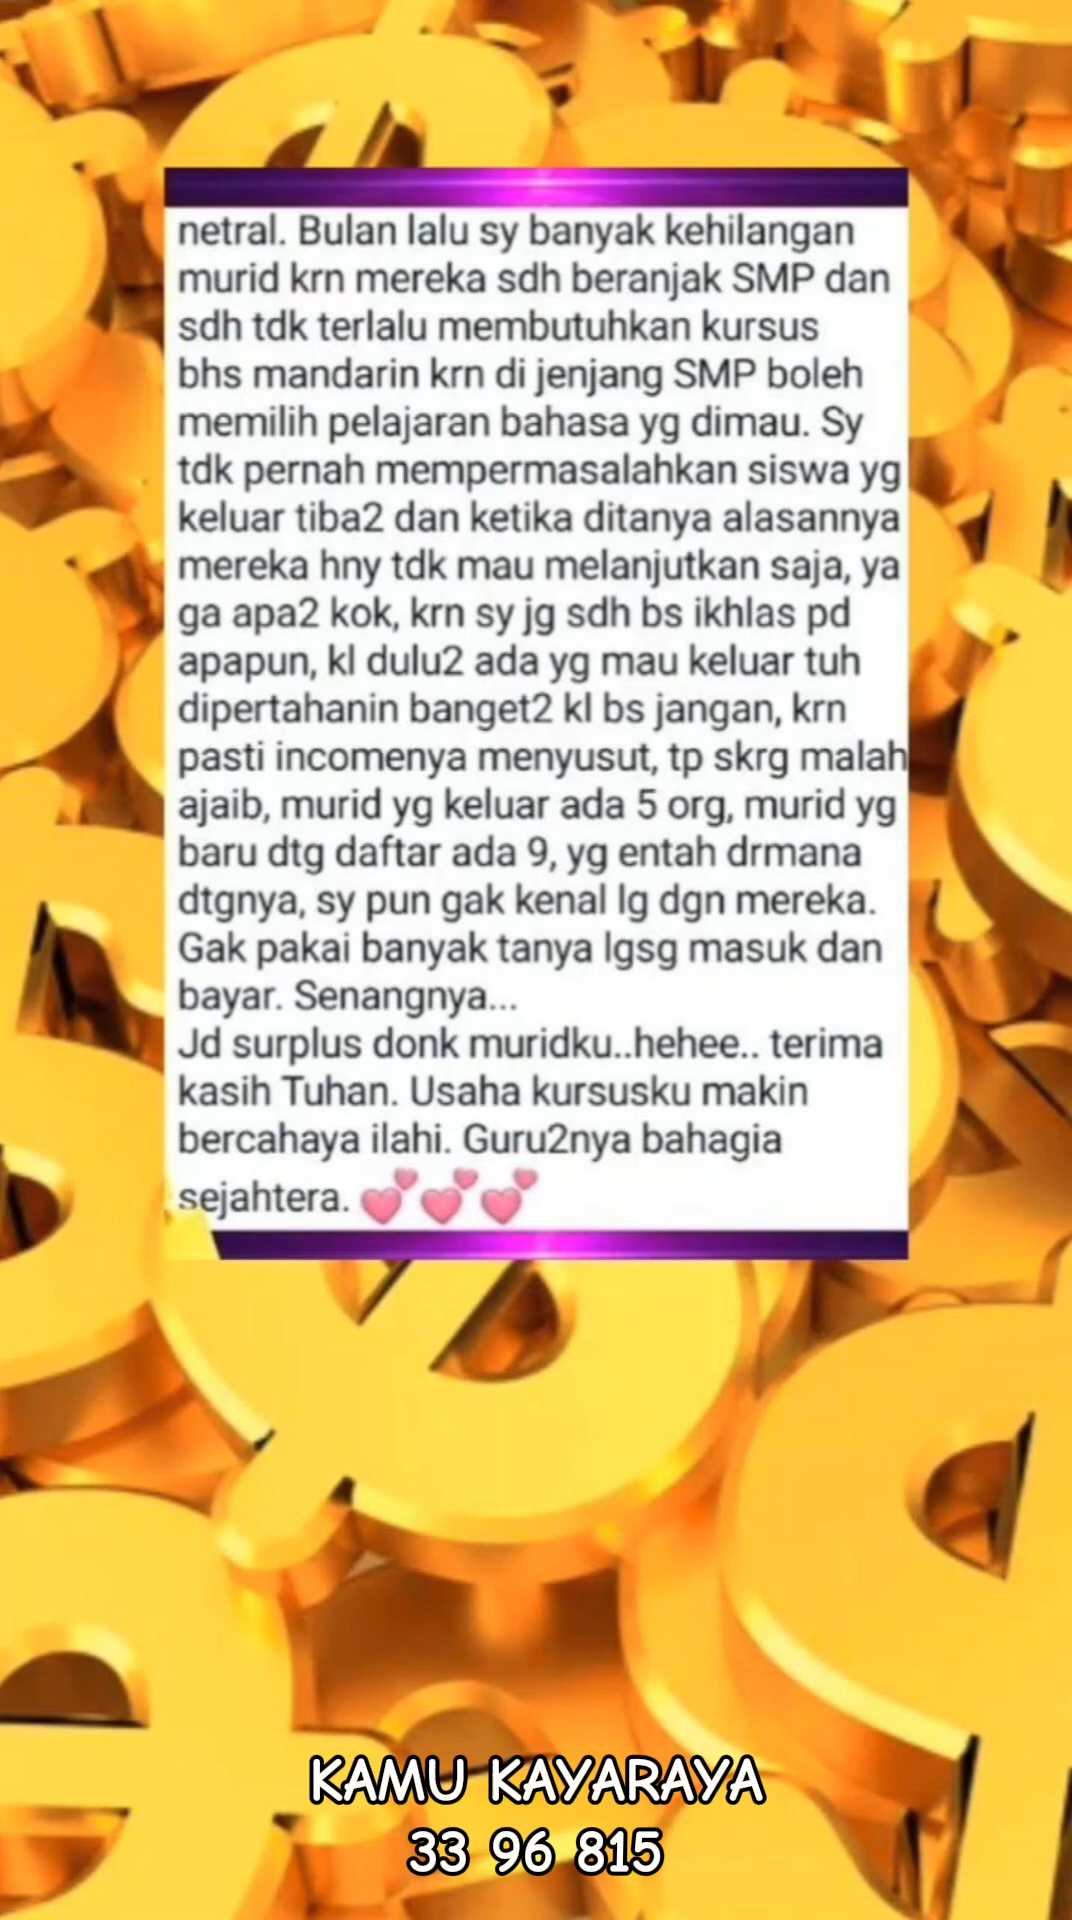 netral. Bulan lalu sy banyak kehilangan
murid krn mereka sdh beranjak SMP dan
sdh tdk terlalu membutuhkan kursus
bhs mandarin krn di jenjang SMP boleh
memilih pelajaran bahasa yg dimau. Sy
tdk pernah mempermasalahkan siswa yg
keluar tiba2 dan ketika ditanya alasannya
mereka hny tdk mau melanjutkan saja, ya
ga apa2 kok, krn sy jg sdh bs ikhlas pd
apapun, kl dulu2 ada yg mau keluar tuh
dipertahanin banget2 kl bs jangan, krn
pasti incomenya menyusut, tp skrg malah
ajaib, murid yg keluar ada 5 org, murid yg
baru dtg daftar ada 9, yg entah drmana
dtgnya, sy pun gak kenal lg dgn mereka.
Gak pakai banyak tanya lgsg masuk dan
bayar. Senangnya...
Jd surplus donk muridku..hehee.. terima
kasih Tuhan. Usaha kursusku makin
bercahaya ilahi. Guru2nya bahagia
sejahtera. 💕💕💕
KAMU KAYARAYA
33 96 815